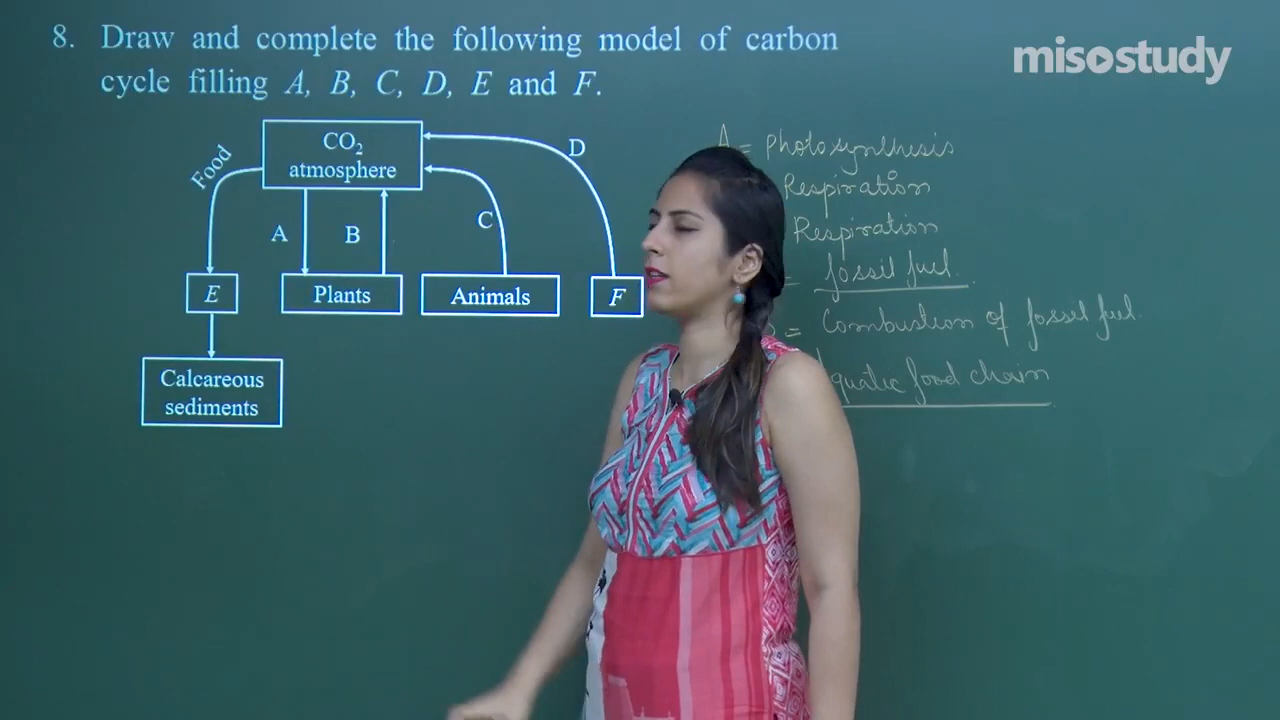 8. Draw and complete the following model of carbon
cycle filling A, B, C, D, E and F.
misostudy
CO₂
atmosphere
Food
A
B
C
D
E
Plants
Animals
F
Calcareous
sediments
A = Photosynthesis
Respiration
Respiration
= fossil fuel.
= Combustion of fossil fuel.
food chain